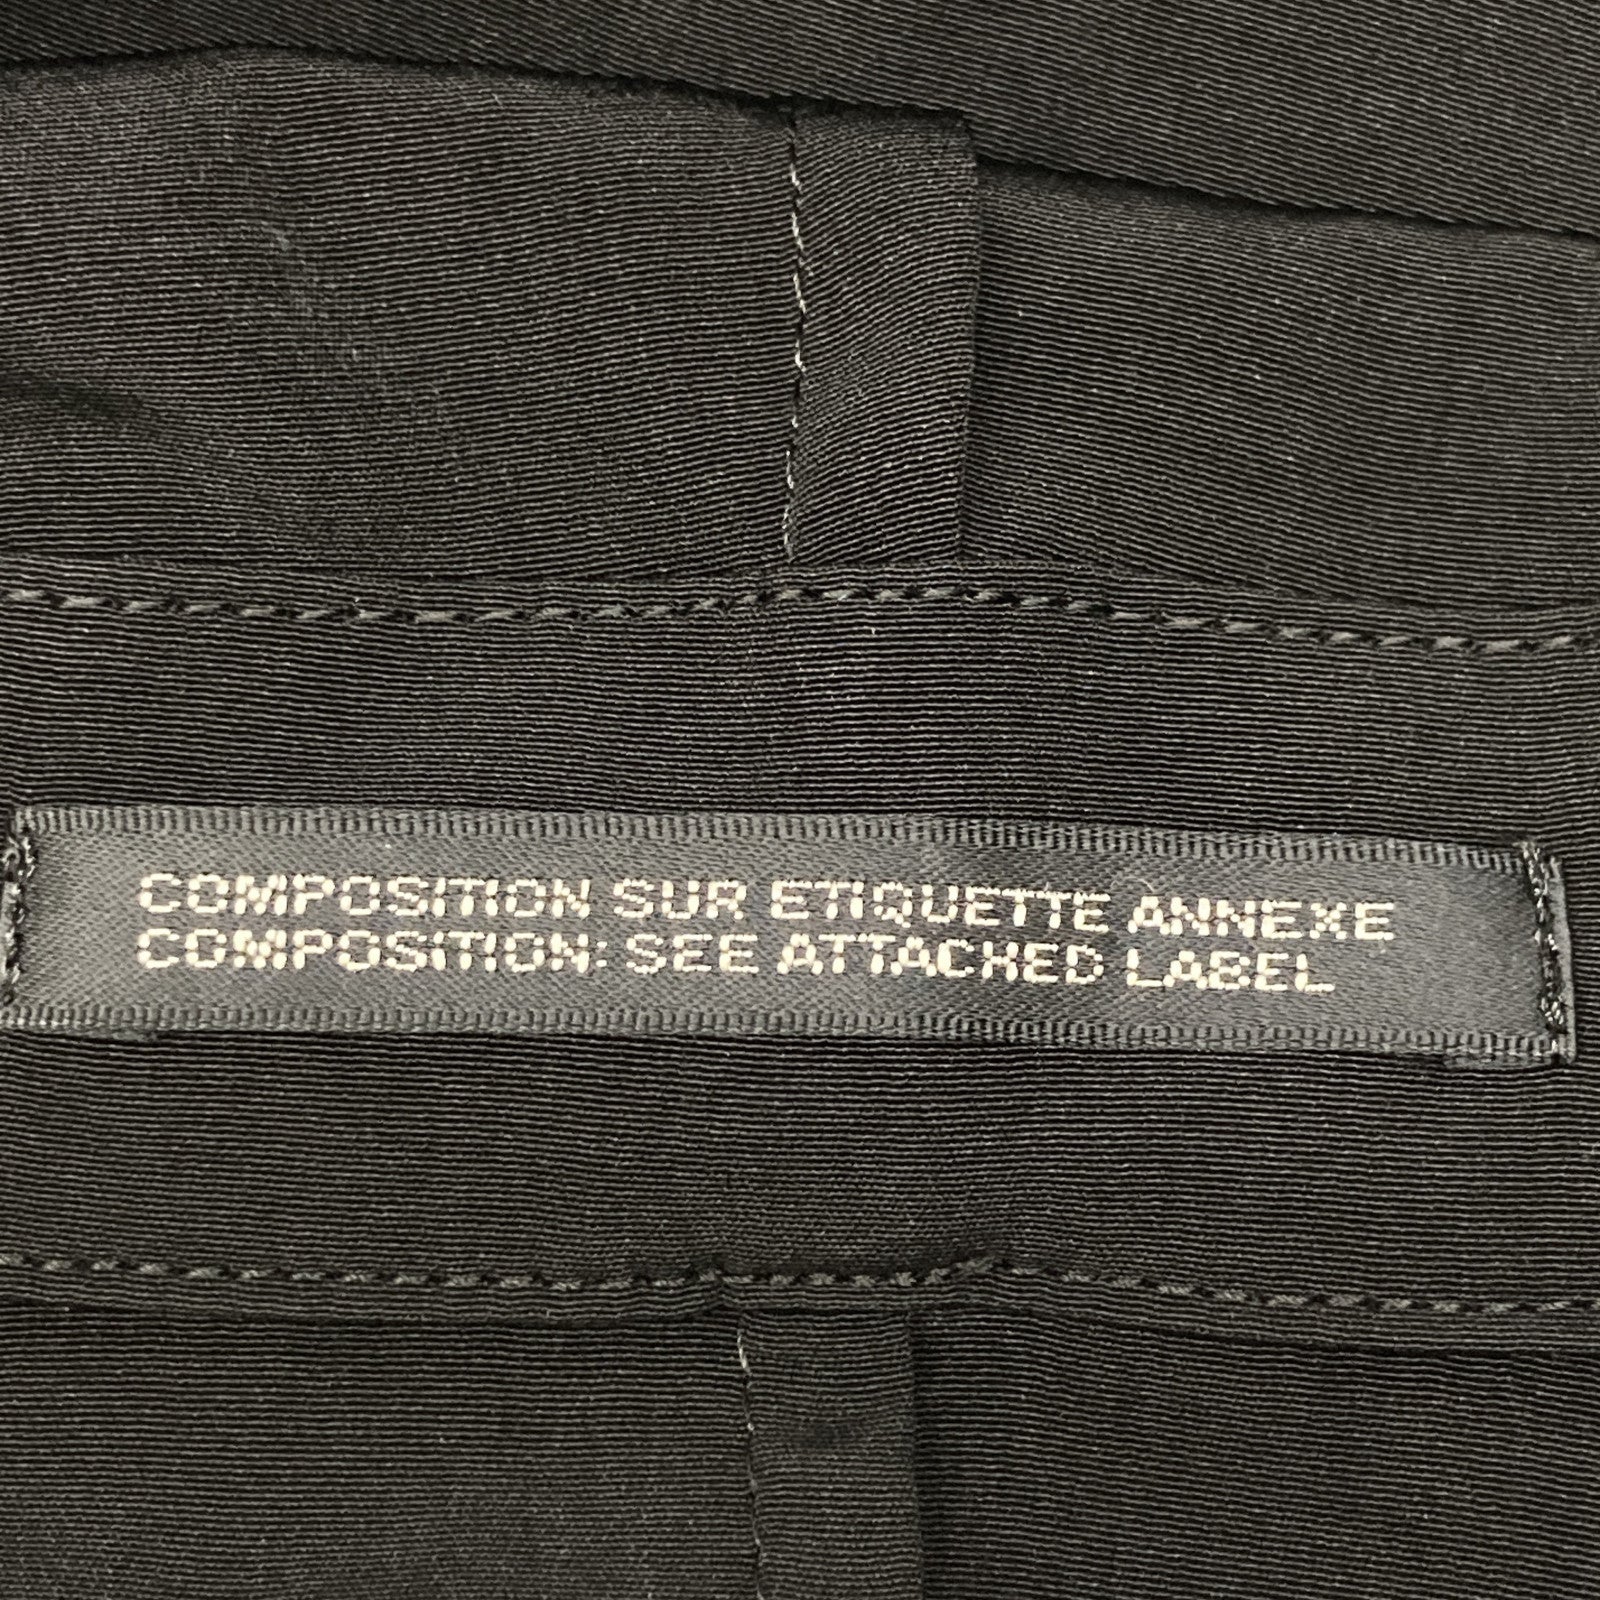 COMPOSITION SUR ETIQUETTE ANNEXE
COMPOSITION: SEE ATTACHED LABEL